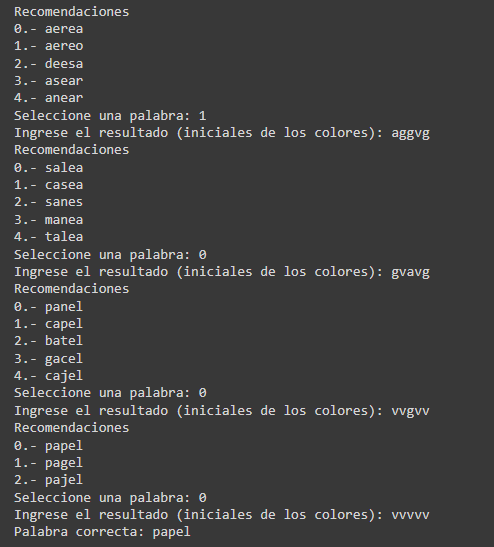 Recomendaciones
0.- aerea
1.- aereo
2.- deesa
3.- asear
4.- anear
Seleccione una palabra: 1
Ingrese el resultado (iniciales de los colores): aggvg
Recomendaciones
0.- salea
1.- casea
2.- sanes
3.- manea
4.- talea
Seleccione una palabra: 0
Ingrese el resultado (iniciales de los colores): gvavg
Recomendaciones
0.- panel
1.- capel
2.- batel
3.- gacel
4.- cajel
Seleccione una palabra: 0
Ingrese el resultado (iniciales de los colores): vvgvv
Recomendaciones
0.- papel
1.- pagel
2.- pajel
Seleccione una palabra: 0
Ingrese el resultado (iniciales de los colores): vvvvv
Palabra correcta: papel